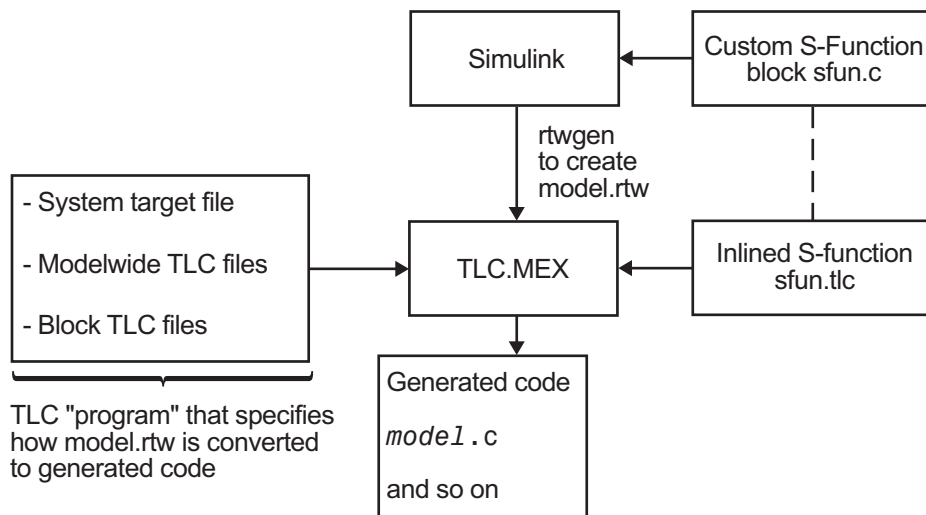 Simulink
Custom S-Function
block sfun.c
rtwgen
to create
model.rtw
- System target file
- Modelwide TLC files
- Block TLC files
TLC.MEX
Inlined S-function
sfun.tlc
TLC "program" that specifies
how model.rtw is converted
to generated code
Generated code
model.c
and so on